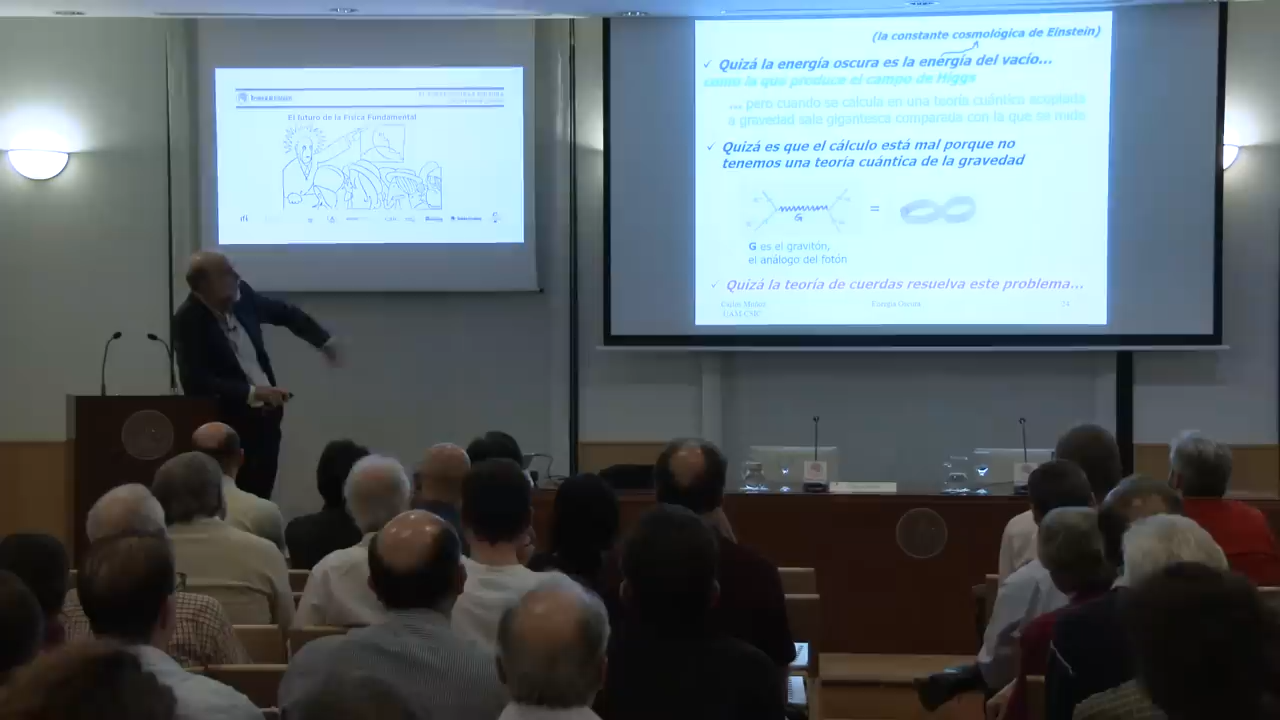 El futuro de la Física Fundamental
(la constante cosmológica de Einstein)
✓ Quizá la energía oscura es la energía del vacío...
como la que produce el campo de Higgs
... pero cuando se calcula en una teoría cuántica acoplada
a gravedad sale gigantesca comparada con la que se mide
✓ Quizá es que el cálculo está mal porque no
tenemos una teoría cuántica de la gravedad
G
=
G es el gravitón,
el análogo del fotón
✓ Quizá la teoría de cuerdas resuelva este problema...
Carlos Muñoz
UAM-CSIC
Energía Oscura
24